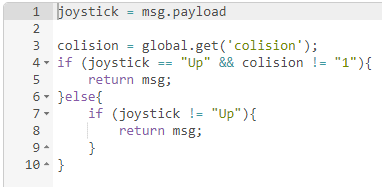 1 joystick = msg.payload
2
3 colision = global.get('colision');
4 if (joystick == "Up" && colision != "1"){
5     return msg;
6 }else{
7     if (joystick != "Up"){
8         return msg;
9     }
10 }